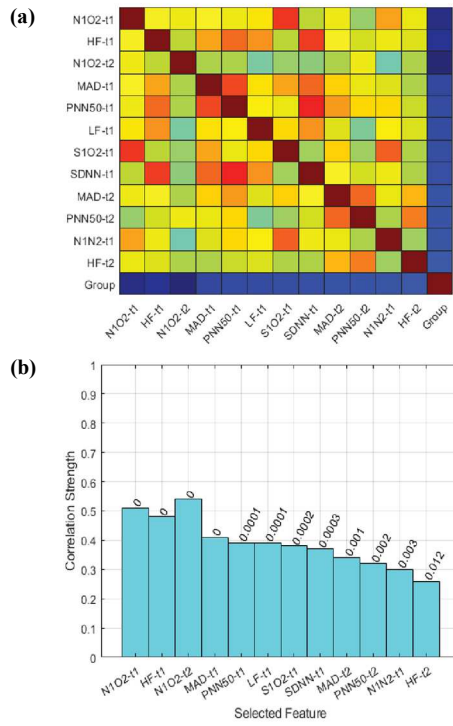 (a)
N1O2-t1
HF-t1
N1O2-t2
MAD-t1
PNN50-t1
LF-t1
S1O2-t1
SDNN-t1
MAD-t2
PNN50-t2
N1N2-t1
HF-t2
Group
N1O2-t1 HF-t1 N1O2-t2 MAD-t1 PNN50-t1 LF-t1 S1O2-t1 SDNN-t1 MAD-t2 PNN50-t2 N1N2-t1 HF-t2 Group
(b)
Correlation Strength
1
0.9
0.8
0.7
0.6
0.5
0.4
0.3
0.2
0.1
0
0 0 0 0 0.0001 0.0001 0.0002 0.0003 0.001 0.002 0.003 0.012
N1O2-t1 HF-t1 N1O2-t2 MAD-t1 PNN50-t1 LF-t1 S1O2-t1 SDNN-t1 MAD-t2 PNN50-t2 N1N2-t1 HF-t2
Selected Feature